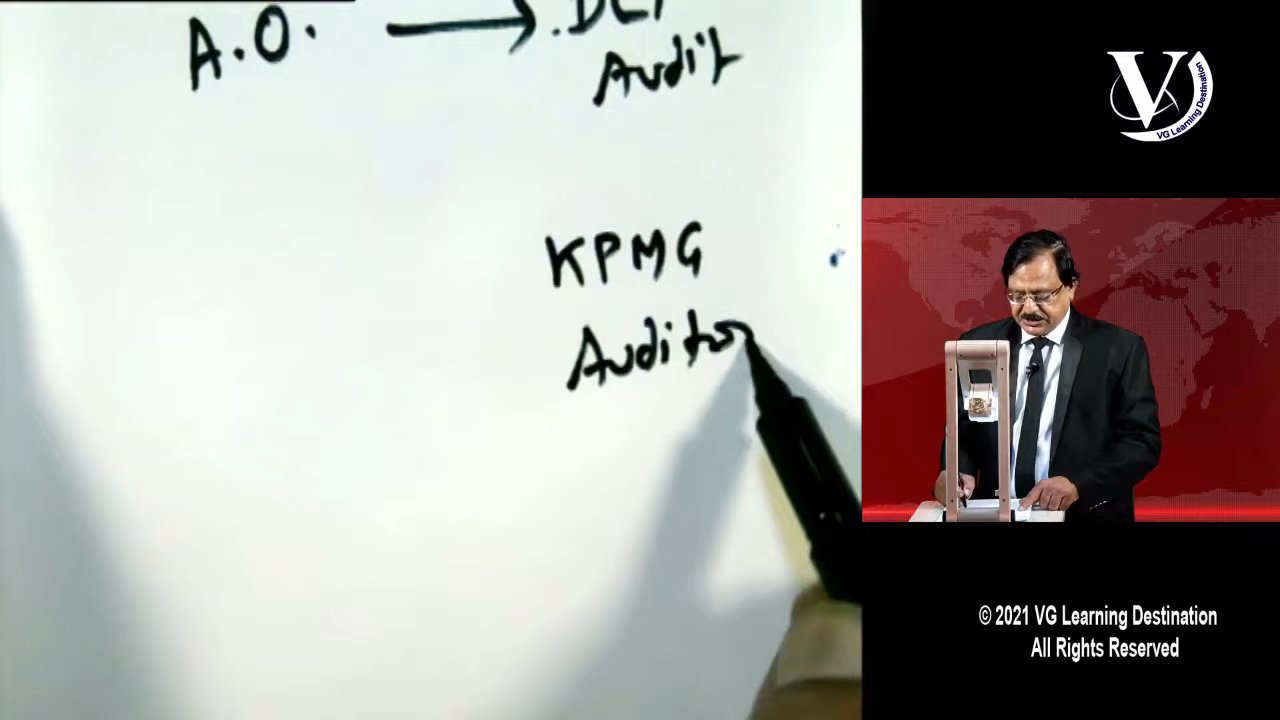 A.O. →
Audit
KPMG
Auditor
V
VG Learning Destination
© 2021 VG Learning Destination
All Rights Reserved